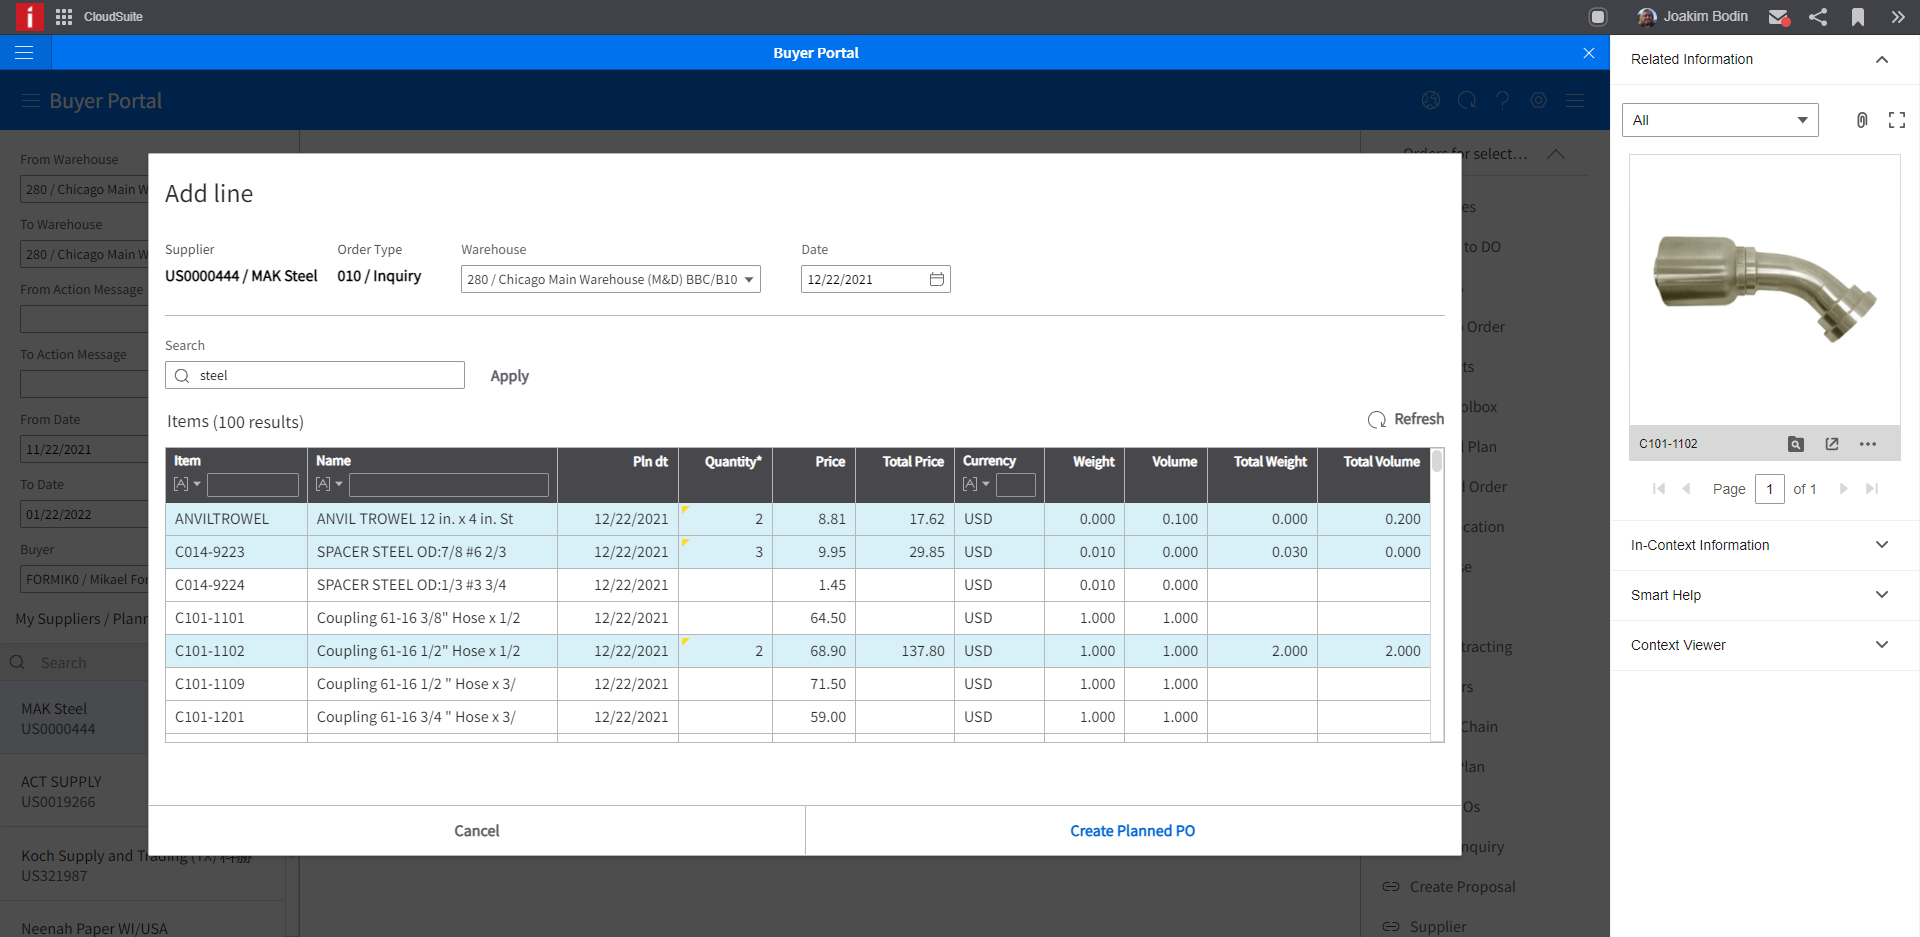 CloudSuite
Joakim Bodin
Buyer Portal
Buyer Portal
From Warehouse
280 / Chicago Main W
To Warehouse
280 / Chicago Main W
From Action Message
To Action Message
From Date
11/22/2021
To Date
01/22/2022
Buyer
FORMIK0 / Mikael For
My Suppliers / Plann
Search
MAK Steel
US0000444
ACT SUPPLY
US0019266
Koch Supply and Trading (TX)
US321987
Neenah Paper WI/USA
Add line
Supplier
US0000444 / MAK Steel
Order Type
010 / Inquiry
Warehouse
280 / Chicago Main Warehouse (M&D) BBC/B10
Date
12/22/2021
Search
steel
Apply
Items (100 results)
Refresh
Item Name Pln dt Quantity* Price Total Price Currency Weight Volume Total Weight Total Volume
ANVILTROWEL ANVIL TROWEL 12 in. x 4 in. St 12/22/2021 2 8.81 17.62 USD 0.000 0.100 0.000 0.200
C014-9223 SPACER STEEL OD:7/8 #6 2/3 12/22/2021 3 9.95 29.85 USD 0.010 0.000 0.030 0.000
C014-9224 SPACER STEEL OD:1/3 #3 3/4 12/22/2021 1.45 USD 0.010 0.000
C101-1101 Coupling 61-16 3/8" Hose x 1/2 12/22/2021 64.50 USD 1.000 1.000
C101-1102 Coupling 61-16 1/2" Hose x 1/2 12/22/2021 2 68.90 137.80 USD 1.000 1.000 2.000 2.000
C101-1109 Coupling 61-16 1/2 " Hose x 3/ 12/22/2021 71.50 USD 1.000 1.000
C101-1201 Coupling 61-16 3/4 " Hose x 3/ 12/22/2021 59.00 USD 1.000 1.000
Cancel
Create Planned PO
Orders for select...
es
to DO
Order
ts
olbox
l Plan
d Order
cation
se
tracting
rs
Chain
lan
Os
nquiry
Create Proposal
Supplier
Related Information
All
C101-1102
Page 1 of 1
In-Context Information
Smart Help
Context Viewer